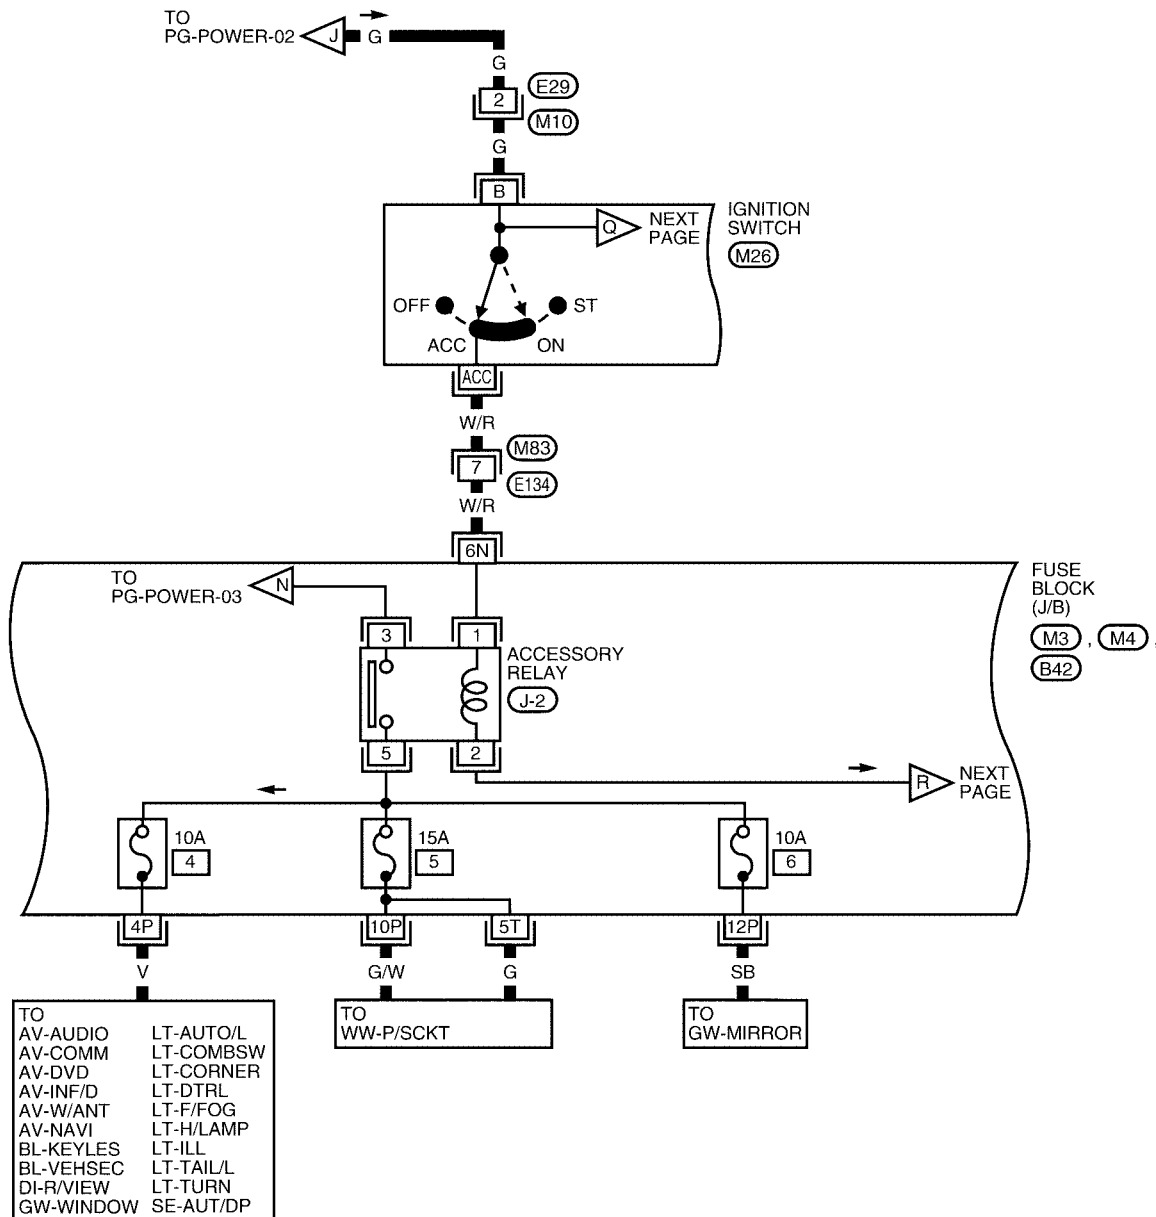 TO
PG-POWER-02
J
G
G
2
E29
M10
G
B
Q
NEXT
PAGE
IGNITION
SWITCH
M26
OFF
ST
ACC
ON
ACC
W/R
M83
7
E134
W/R
6N
TO
PG-POWER-03
N
FUSE
BLOCK
(J/B)
M3 , M4 ,
B42
3
1
ACCESSORY
RELAY
J-2
5
2
R
NEXT
PAGE
10A
4
15A
5
10A
6
4P
10P
5T
12P
V
G/W
G
SB
TO
AV-AUDIO LT-AUTO/L
AV-COMM LT-COMBSW
AV-DVD LT-CORNER
AV-INF/D LT-DTRL
AV-W/ANT LT-F/FOG
AV-NAVI LT-H/LAMP
BL-KEYLES LT-ILL
BL-VEHSEC LT-TAIL/L
DI-R/VIEW LT-TURN
GW-WINDOW SE-AUT/DP
TO
WW-P/SCKT
TO
GW-MIRROR